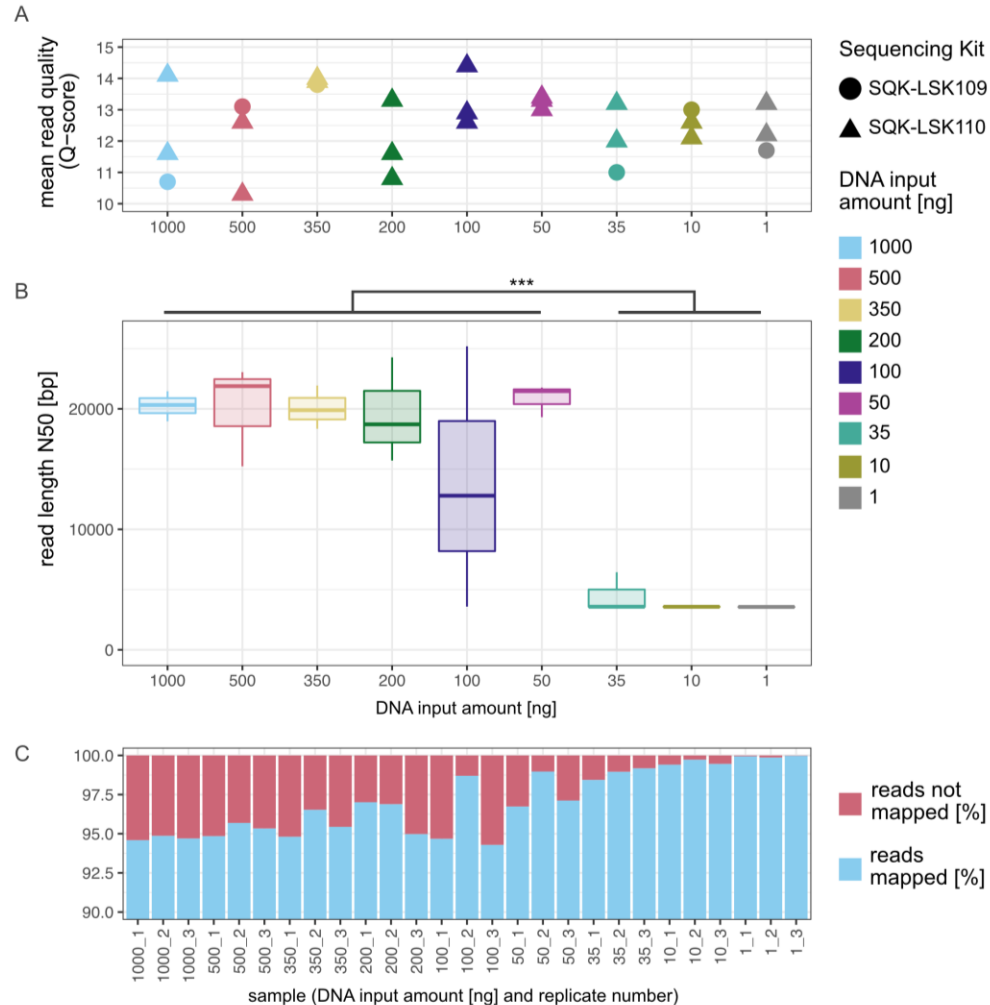 A
mean read quality
(Q−score)
15
14
13
12
11
10
1000 500 350 200 100 50 35 10 1
Sequencing Kit
SQK-LSK109
SQK-LSK110
DNA input
amount [ng]
1000
500
350
200
100
50
35
10
1
B
***
read length N50 [bp]
20000
10000
0
1000 500 350 200 100 50 35 10 1
DNA input amount [ng]
C
100.0
97.5
95.0
92.5
90.0
1000_1 1000_2 1000_3 500_1 500_2 500_3 350_1 350_2 350_3 200_1 200_2 200_3 100_1 100_2 100_3 50_1 50_2 50_3 35_1 35_2 35_3 10_1 10_2 10_3 1_1 1_2 1_3
sample (DNA input amount [ng] and replicate number)
reads not
mapped [%]
reads
mapped [%]